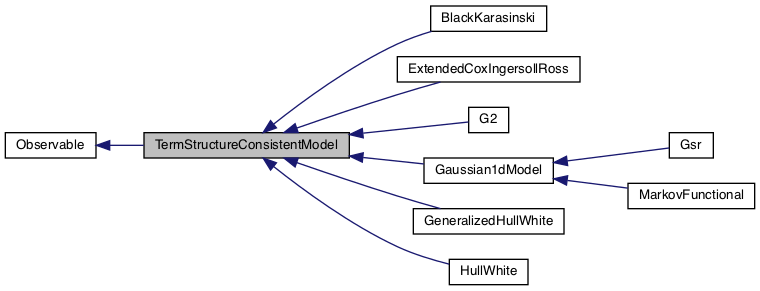 BlackKarasinski
ExtendedCoxIngersollRoss
G2
Observable
TermStructureConsistentModel
Gsr
Gaussian1dModel
MarkovFunctional
GeneralizedHullWhite
HullWhite